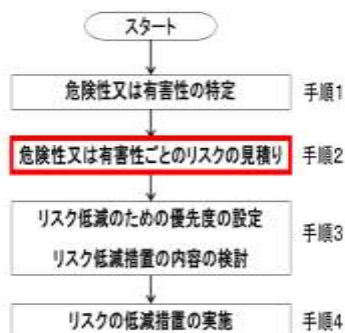 スタート
危険性又は有害性の特定 手順1
危険性又は有害性ごとのリスクの見積り 手順2
リスク低減のための優先度の設定
リスク低減措置の内容の検討
手順3
リスクの低減措置の実施 手順4